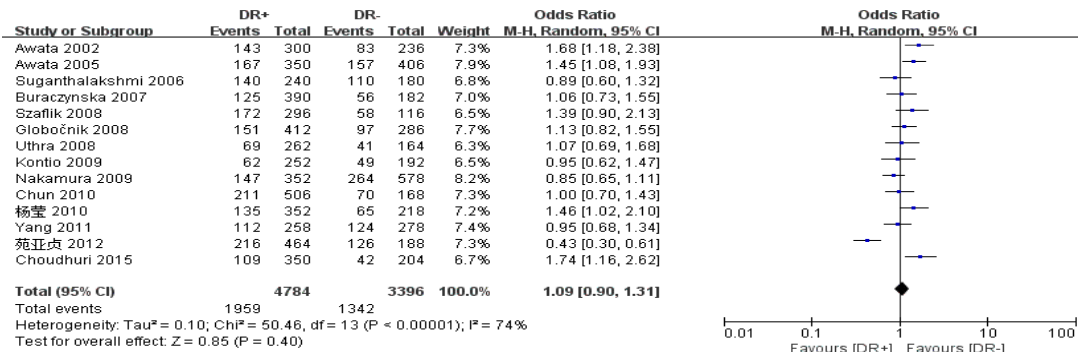 DR+ DR- Odds Ratio Odds Ratio
Study or Subgroup Events Total Events Total Weight M-H, Random, 95% CI M-H, Random, 95% CI
Awata 2002 143 300 83 236 7.3% 1.68 [1.18, 2.38]
Awata 2005 167 350 157 406 7.9% 1.45 [1.08, 1.93]
Suganthalakshmi 2006 140 240 110 180 6.8% 0.89 [0.60, 1.32]
Buraczynska 2007 125 390 56 182 7.0% 1.06 [0.73, 1.55]
Szaflik 2008 172 296 58 116 6.5% 1.39 [0.90, 2.13]
Globočnik 2008 151 412 97 286 7.6% 1.13 [0.82, 1.55]
Uthra 2008 69 262 41 164 6.4% 1.07 [0.69, 1.68]
Kontio 2009 62 252 49 192 6.4% 0.95 [0.62, 1.47]
Nakamura 2009 147 352 264 578 8.2% 0.85 [0.65, 1.11]
Chun 2010 211 506 70 168 7.3% 1.00 [0.70, 1.43]
杨莹 2010 135 352 65 218 7.2% 1.46 [1.02, 2.10]
Yang 2011 112 258 124 278 7.4% 0.95 [0.68, 1.34]
苑亚贞 2012 216 464 126 188 7.3% 0.43 [0.30, 0.61]
Choudhuri 2015 109 350 42 204 6.7% 1.74 [1.16, 2.62]
Total (95% CI) 4784 3396 100.0% 1.09 [0.90, 1.31]
Total events 1959 1342
Heterogeneity: Tau² = 0.10; Chi² = 50.46, df = 13 (P < 0.00001); I² = 74%
Test for overall effect: Z = 0.85 (P = 0.40)
0.01 0.1 1 10 100
Favours [DR+] Favours [DR-]